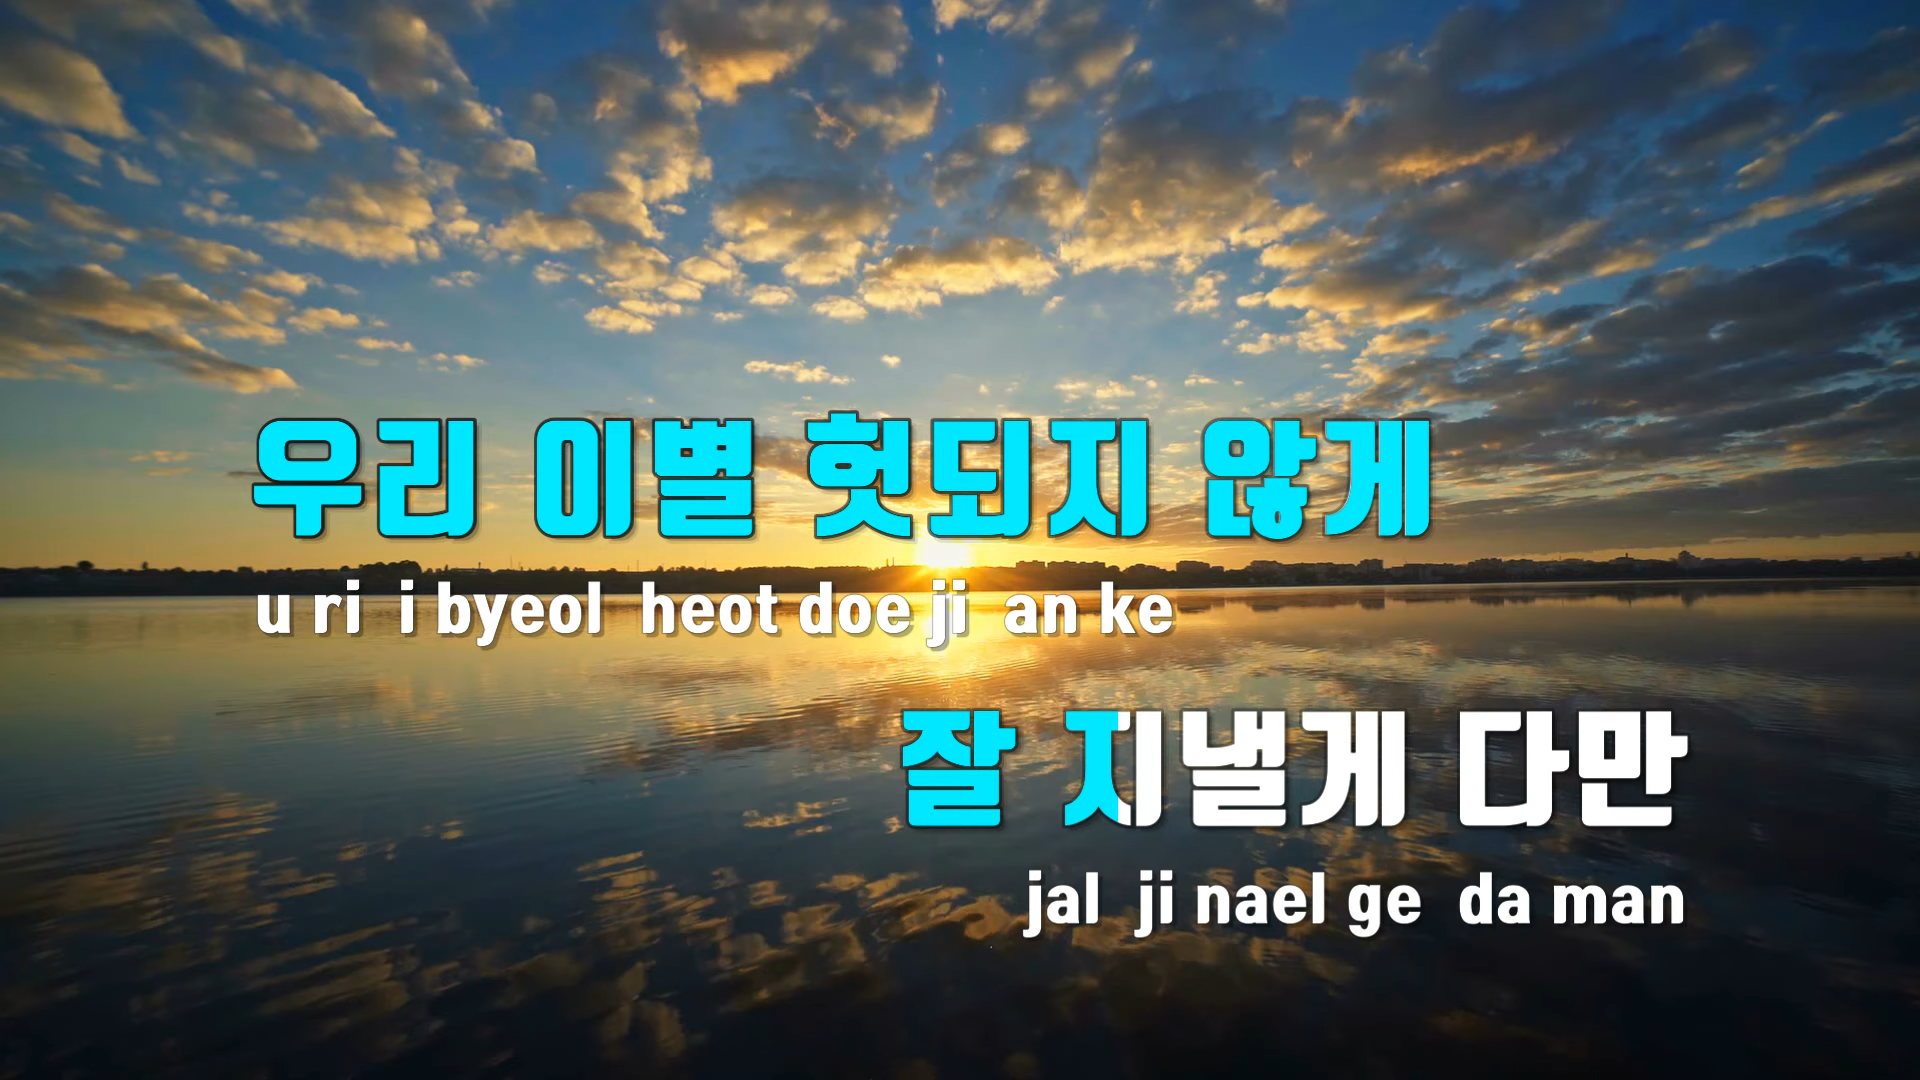 우리 이별 헛되지 않게
u ri i byeol heot doe ji an ke
잘 지낼게 다만
jal ji nael ge da man